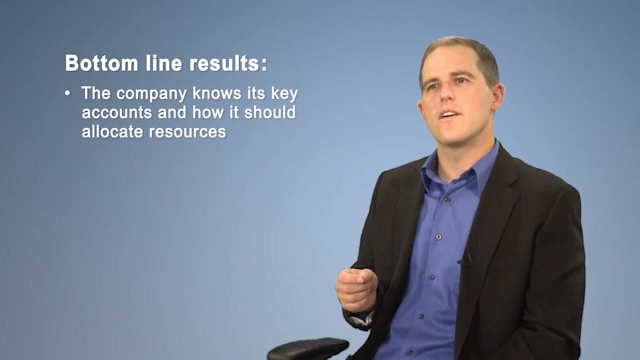 Bottom line results:
• The company knows its key
accounts and how it should
allocate resources